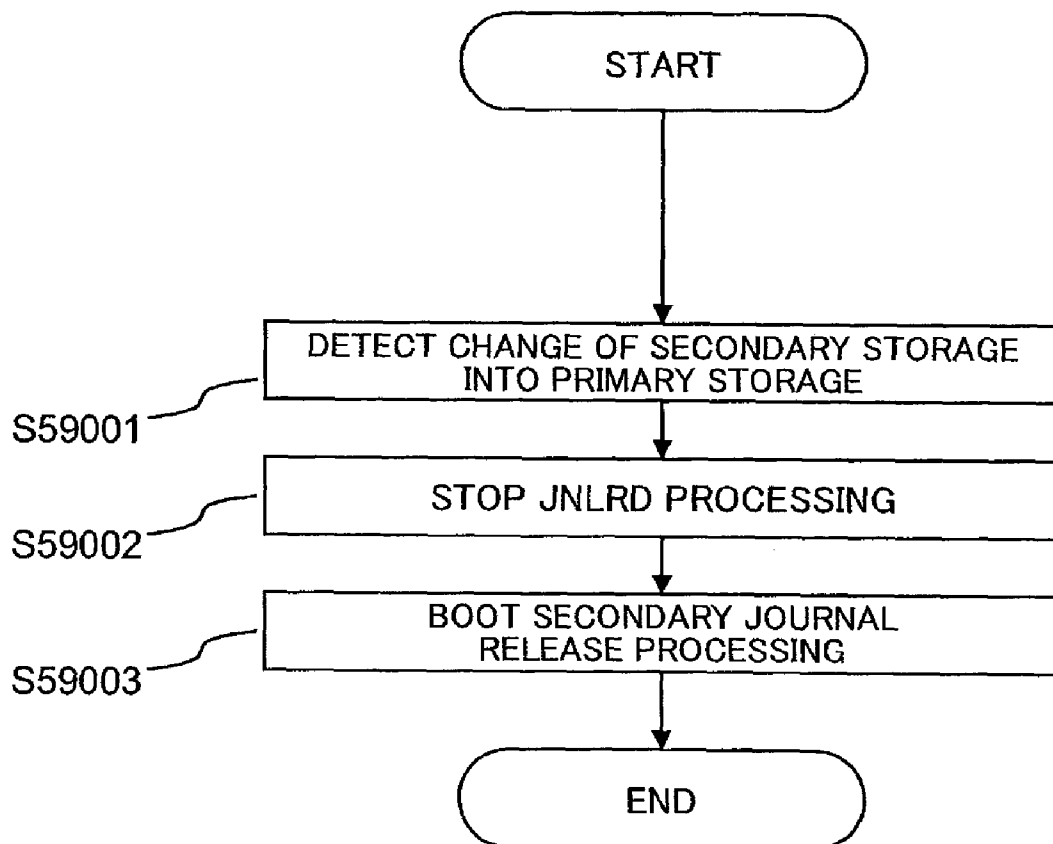 START
DETECT CHANGE OF SECONDARY STORAGE
INTO PRIMARY STORAGE
S59001
STOP JNLRD PROCESSING
S59002
BOOT SECONDARY JOURNAL
RELEASE PROCESSING
S59003
END